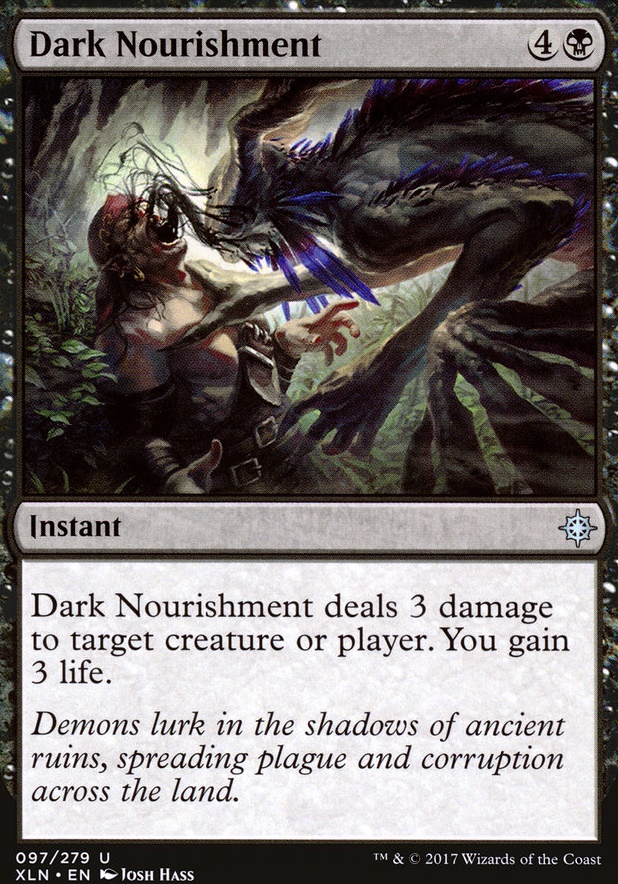 Dark Nourishment 4
Instant
Dark Nourishment deals 3 damage
to target creature or player. You gain
3 life.
Demons lurk in the shadows of ancient
ruins, spreading plague and corruption
across the land.
097/279 U
XLN • EN Josh Hass
™ & © 2017 Wizards of the Coast